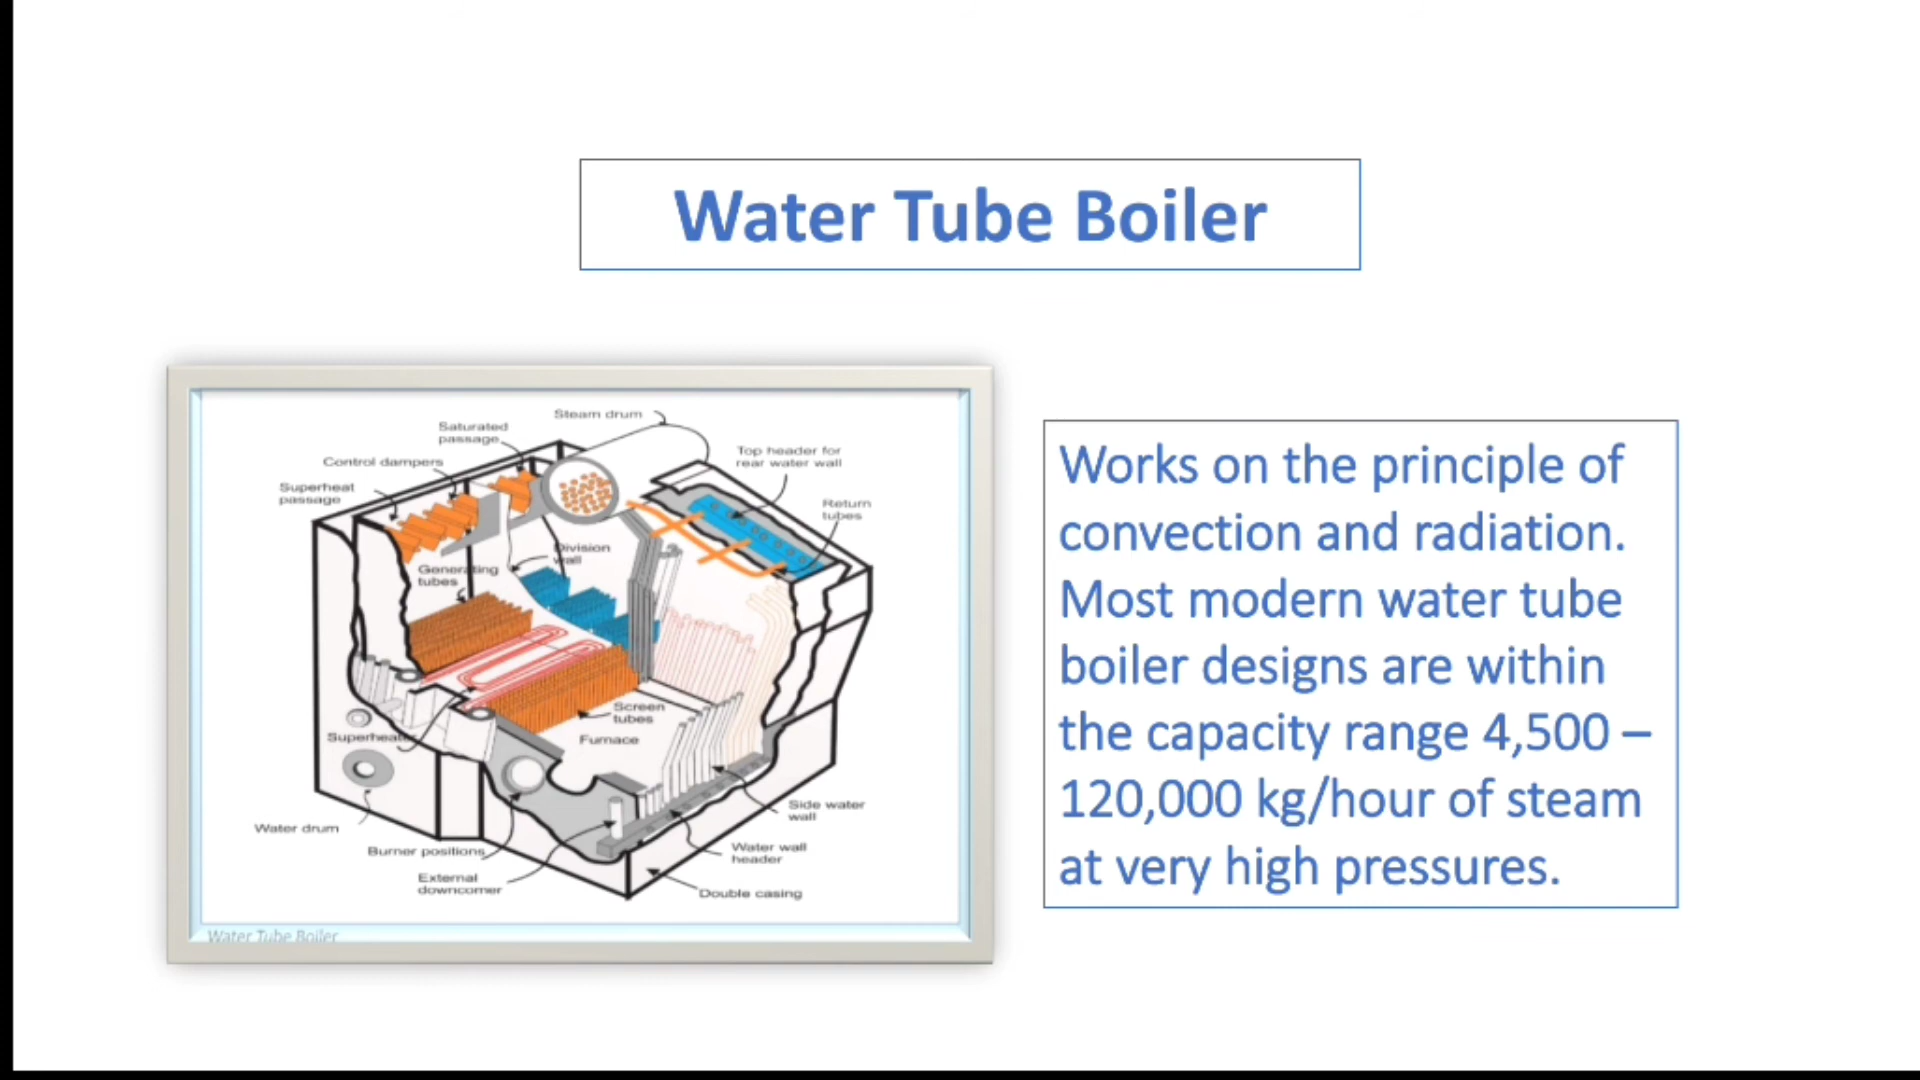 Water Tube Boiler
Steam drum
Saturated
passage
Control dampers
Superheat
passage
Top header for
rear water wall
Return
tubes
Division
wall
Generating
tubes
Screen
tubes
Furnace
Superheater
Side water
wall
Water drum
Burner positions
Water wall
header
External
downcomer
Double casing
Water Tube Boiler
Works on the principle of
convection and radiation.
Most modern water tube
boiler designs are within
the capacity range 4,500 –
120,000 kg/hour of steam
at very high pressures.